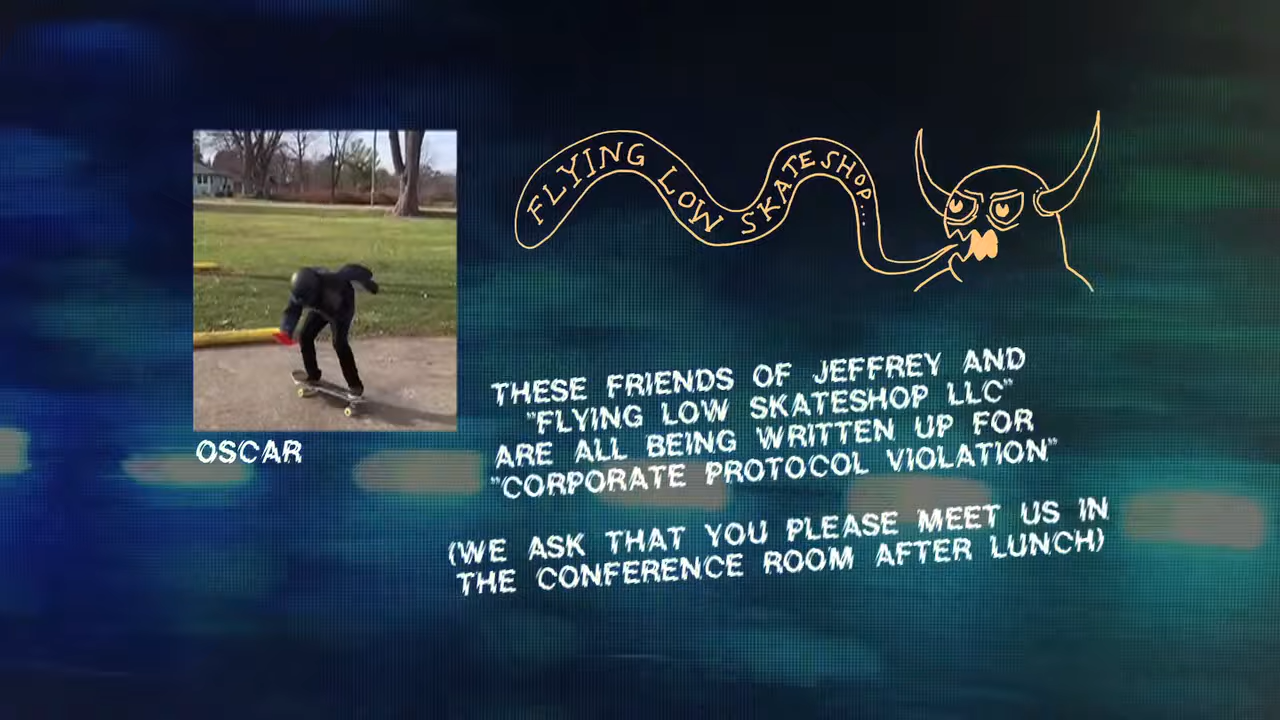 FLYING LOW SKATESHOP...
OSCAR
THESE FRIENDS OF JEFFREY AND
"FLYING LOW SKATESHOP LLC"
ARE ALL BEING WRITTEN UP FOR
"CORPORATE PROTOCOL VIOLATION"
(WE ASK THAT YOU PLEASE MEET US IN
THE CONFERENCE ROOM AFTER LUNCH)